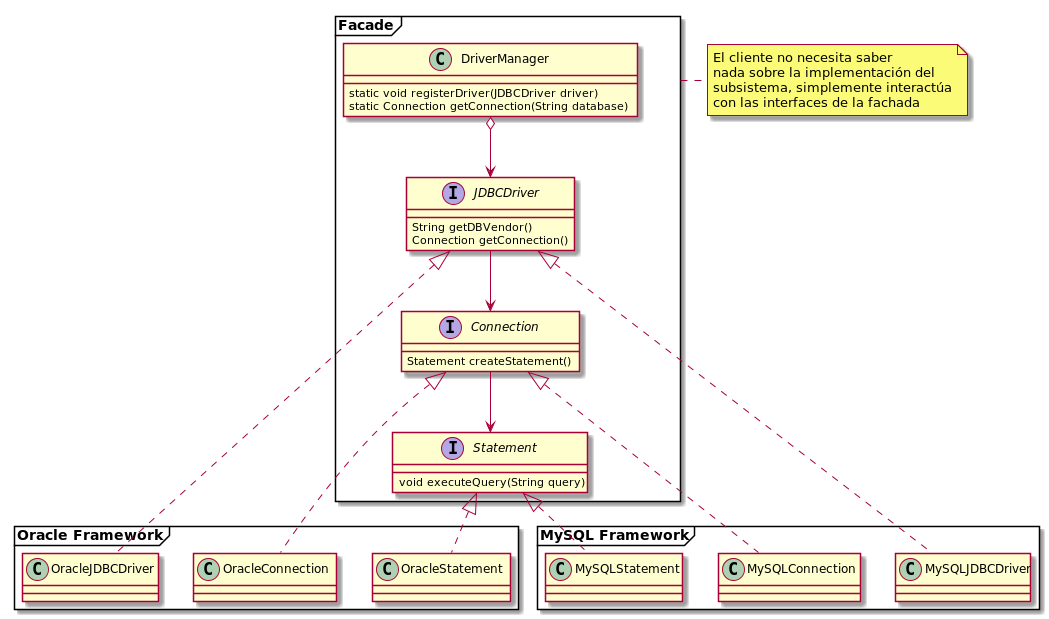 Facade
C DriverManager
static void registerDriver(JDBCDriver driver)
static Connection getConnection(String database)
El cliente no necesita saber
nada sobre la implementación del
subsistema, simplemente interactúa
con las interfaces de la fachada
I JDBCDriver
String getDBVendor()
Connection getConnection()
I Connection
Statement createStatement()
I Statement
void executeQuery(String query)
Oracle Framework
C OracleJDBCDriver
C OracleConnection
C OracleStatement
MySQL Framework
C MySQLStatement
C MySQLConnection
C MySQLJDBCDriver